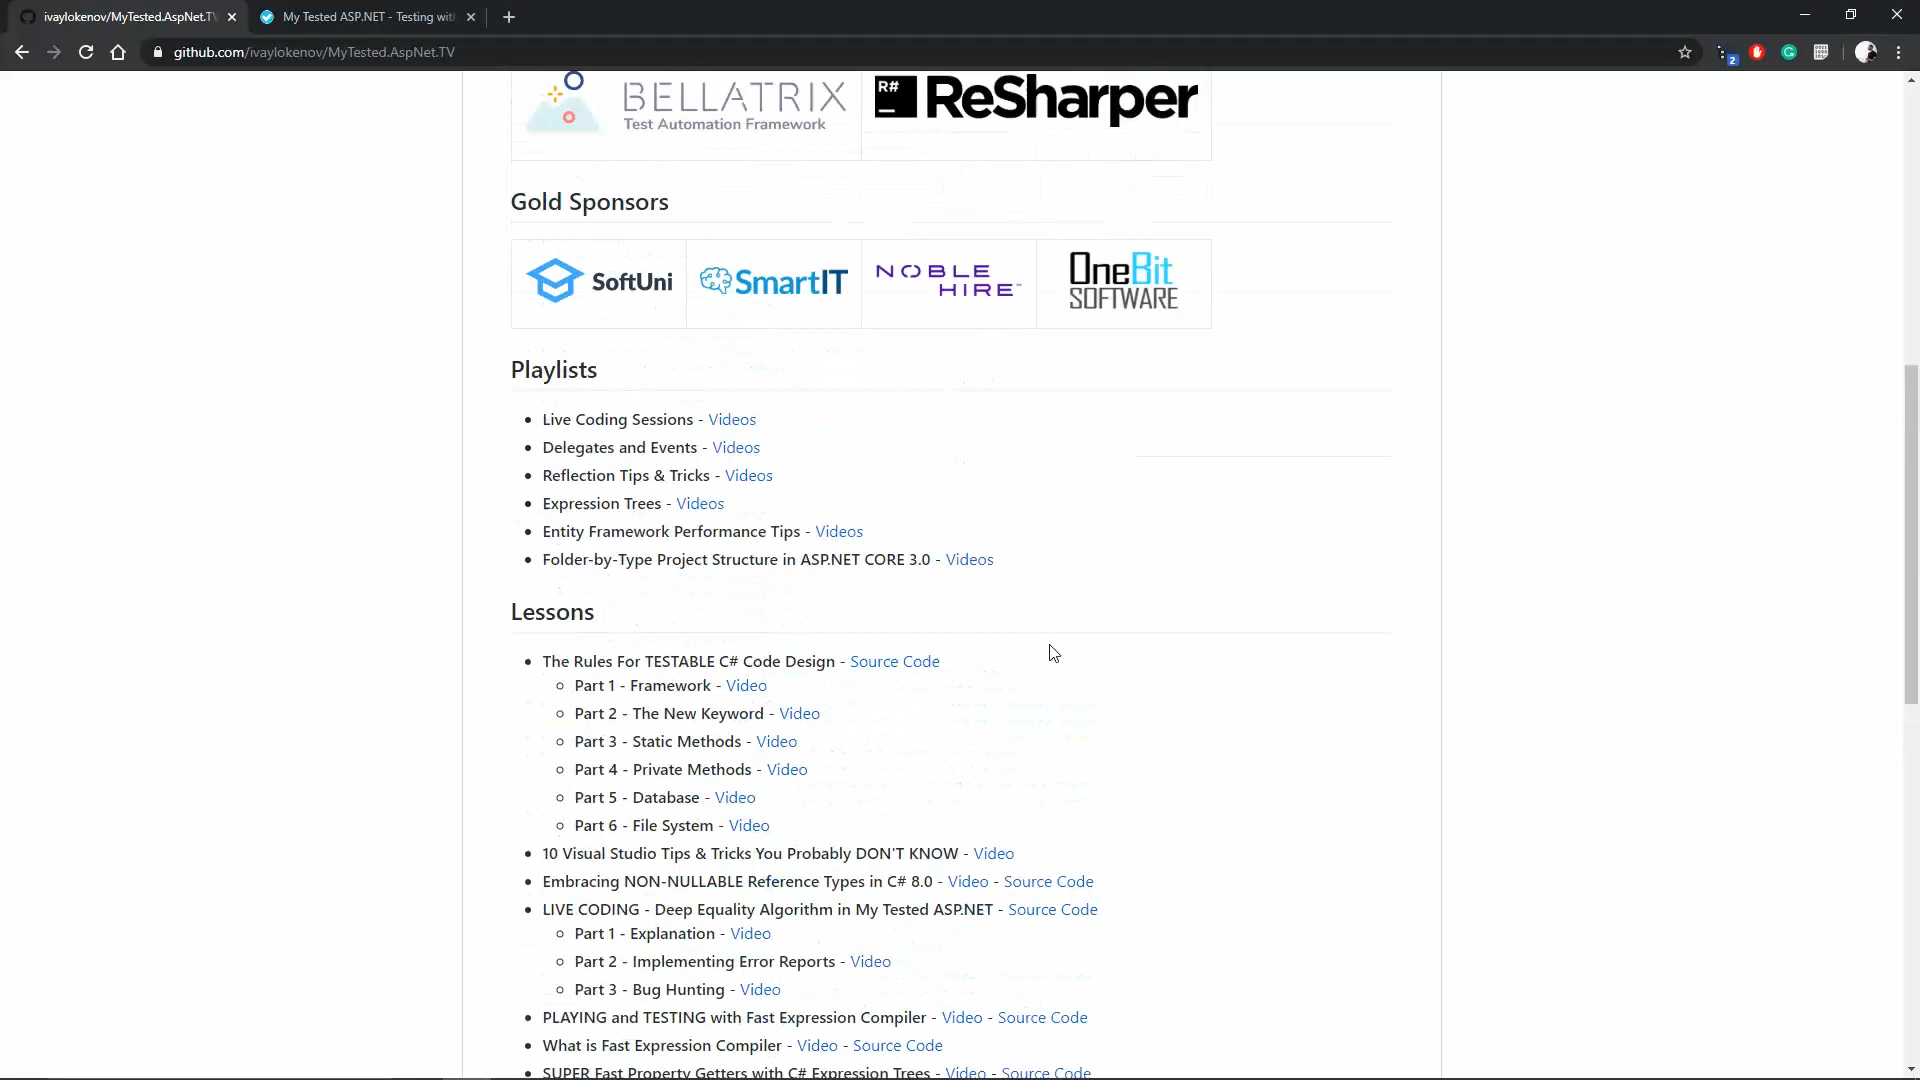 ivaylokenov/MyTested.AspNet.TV
My Tested ASP.NET - Testing with
github.com/ivaylokenov/MyTested.AspNet.TV
2
BELLATRIX
Test Automation Framework
R#
ReSharper
Gold Sponsors
SoftUni
SmartIT
NOBLE
HIRE
OneBit
SOFTWARE
Playlists
Live Coding Sessions - Videos
Delegates and Events - Videos
Reflection Tips & Tricks - Videos
Expression Trees - Videos
Entity Framework Performance Tips - Videos
Folder-by-Type Project Structure in ASP.NET CORE 3.0 - Videos
Lessons
The Rules For TESTABLE C# Code Design - Source Code
Part 1 - Framework - Video
Part 2 - The New Keyword - Video
Part 3 - Static Methods - Video
Part 4 - Private Methods - Video
Part 5 - Database - Video
Part 6 - File System - Video
10 Visual Studio Tips & Tricks You Probably DON'T KNOW - Video
Embracing NON-NULLABLE Reference Types in C# 8.0 - Video - Source Code
LIVE CODING - Deep Equality Algorithm in My Tested ASP.NET - Source Code
Part 1 - Explanation - Video
Part 2 - Implementing Error Reports - Video
Part 3 - Bug Hunting - Video
PLAYING and TESTING with Fast Expression Compiler - Video - Source Code
What is Fast Expression Compiler - Video - Source Code
SUPER Fast Property Getters with C# Expression Trees - Video - Source Code